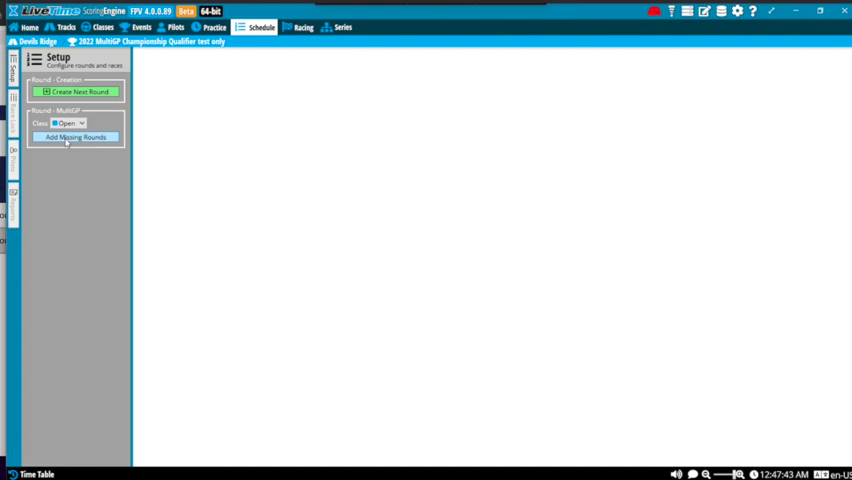 LiveTime ScoringEngine FPV 4.0.0.89 Beta 64-bit
Home Tracks Classes Events Pilots Practice Schedule Racing Series
Devils Ridge 2022 MultiGP Championship Qualifier test only
Setup
Setup
Configure rounds and races
Round - Creation
Create Next Round
Round - MultiGP
Class Open
Add Missing Rounds
Time Table 12:47:43 AM en-US